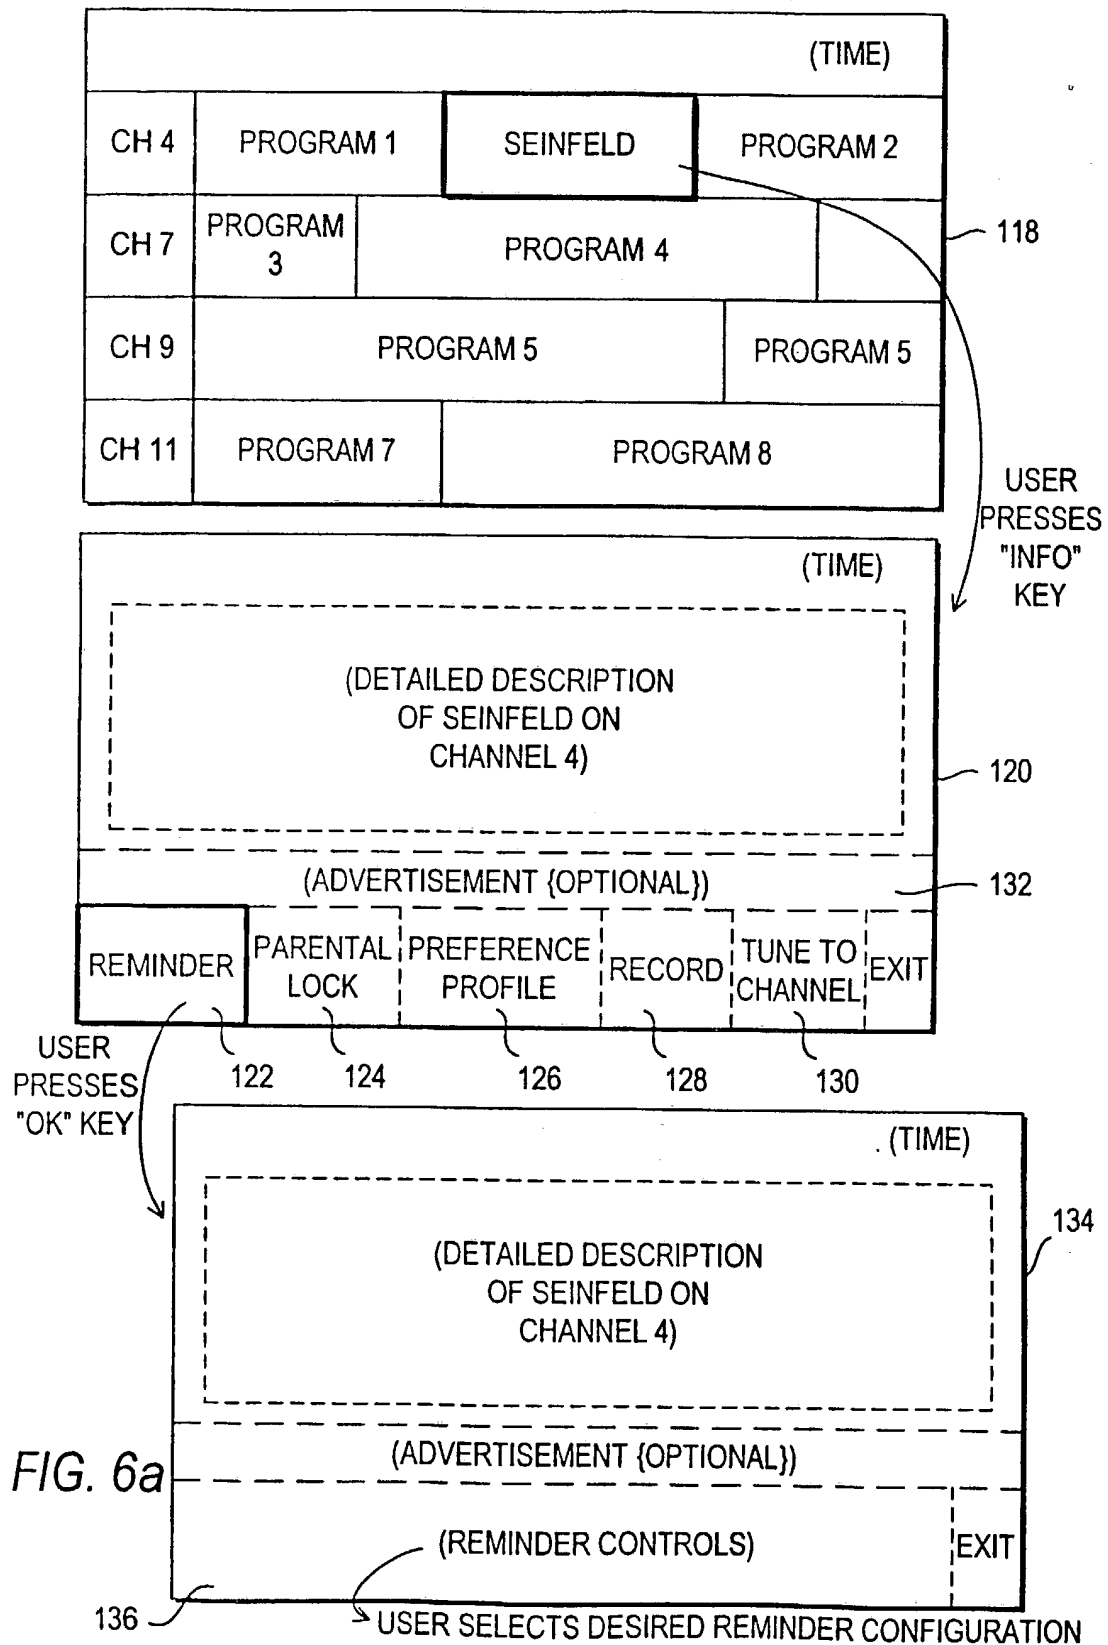 (TIME)
CH 4 PROGRAM 1 SEINFELD PROGRAM 2
CH 7 PROGRAM 3 PROGRAM 4
118
CH 9 PROGRAM 5 PROGRAM 5
CH 11 PROGRAM 7 PROGRAM 8
USER
PRESSES
"INFO"
KEY
(TIME)
(DETAILED DESCRIPTION
OF SEINFELD ON
CHANNEL 4)
120
(ADVERTISEMENT {OPTIONAL})
132
REMINDER
PARENTAL
LOCK
PREFERENCE
PROFILE
RECORD
TUNE TO
CHANNEL
EXIT
122 124 126 128 130
USER
PRESSES
"OK" KEY
(TIME)
134
(DETAILED DESCRIPTION
OF SEINFELD ON
CHANNEL 4)
(ADVERTISEMENT {OPTIONAL})
FIG. 6a
(REMINDER CONTROLS)
EXIT
136
USER SELECTS DESIRED REMINDER CONFIGURATION